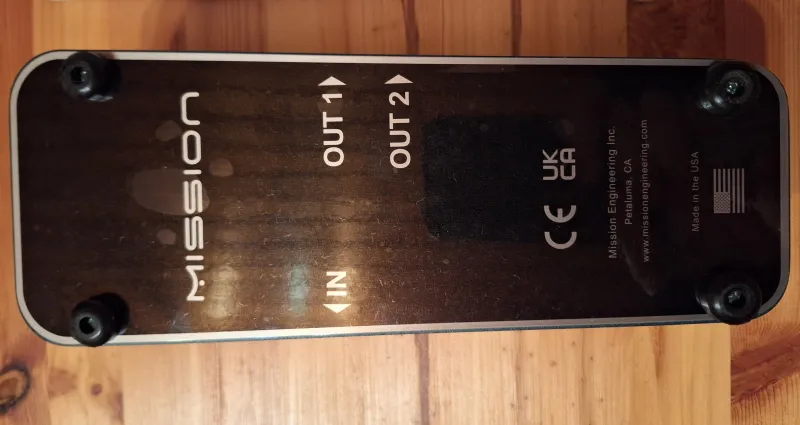 MISSION
IN OUT 1
OUT 2
CE UK
CA
Mission Engineering Inc.
Petaluma, CA
www.missionengineering.com
Made in the USA